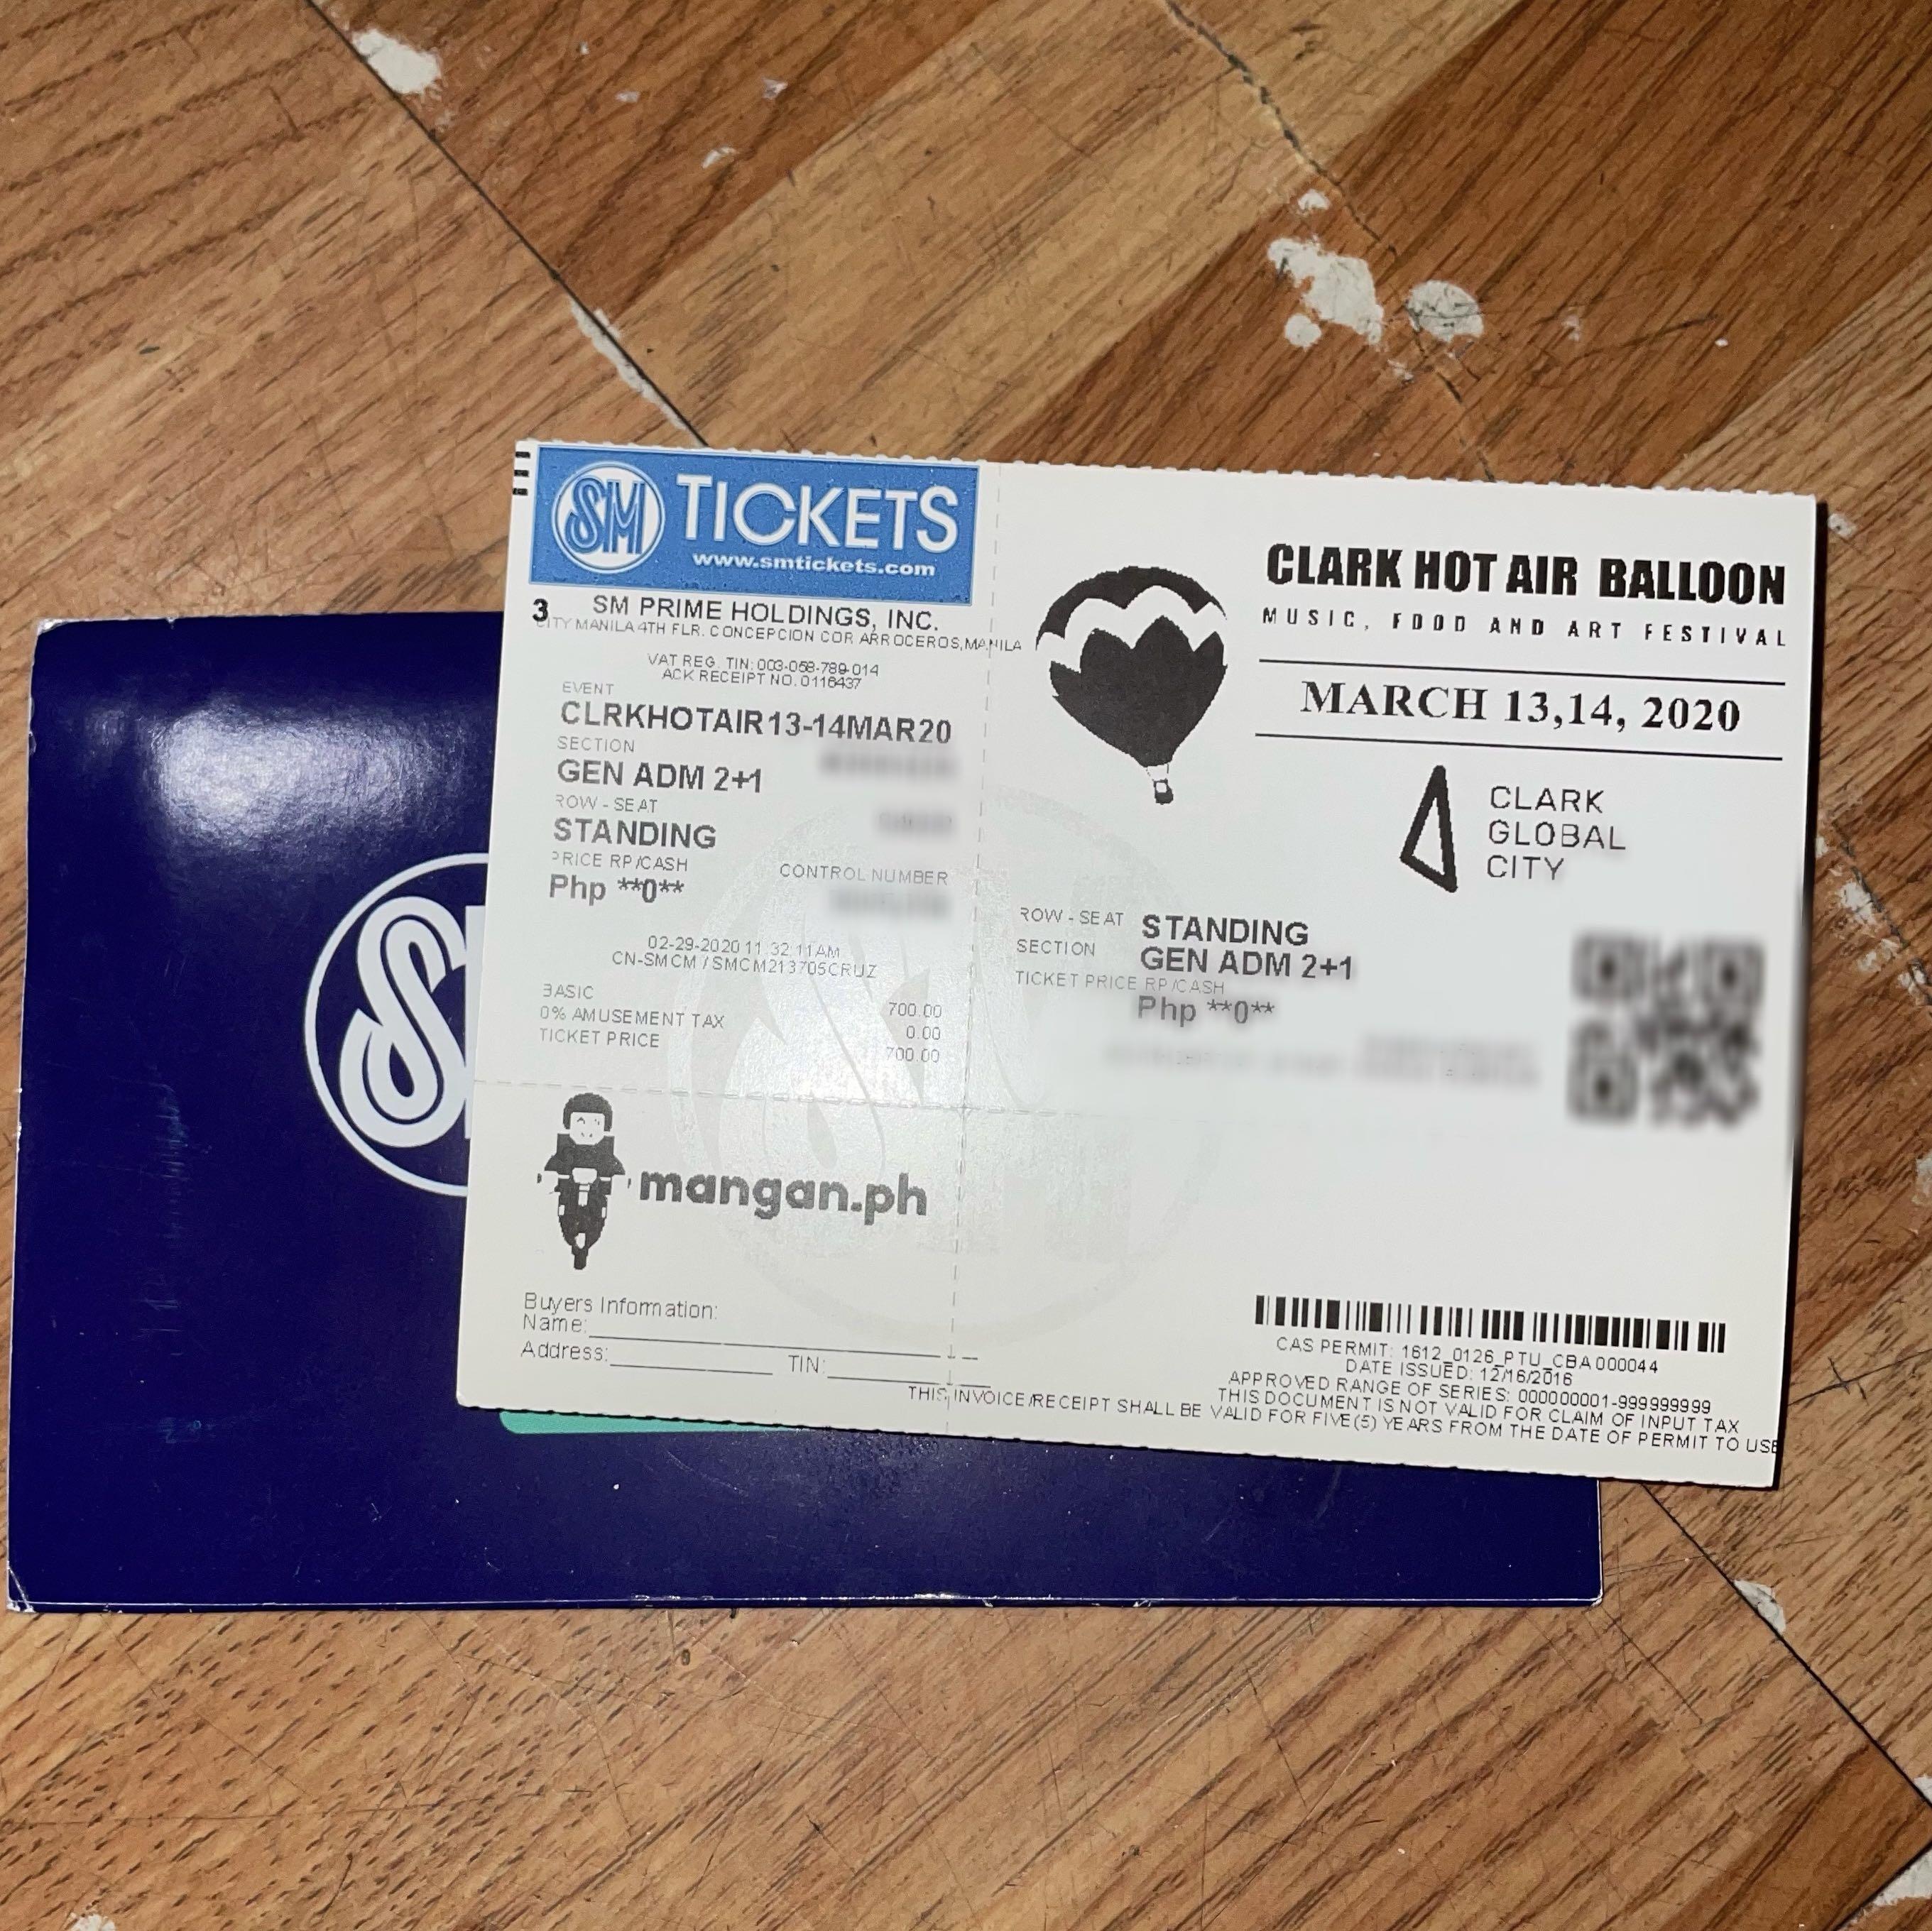 SM TICKETS
www.smtickets.com
3 SM PRIME HOLDINGS, INC.
CITY MANILA 4TH FLR. CONCEPCION COR ARROCEROS,MANILA
VAT REG. TIN: 003-058-789-014
ACK RECEIPT NO. 0116437
EVENT
CLRKHOTAIR13-14MAR20
SECTION
GEN ADM 2+1
ROW - SEAT
STANDING
PRICE RP/CASH
CONTROL NUMBER
Php **0**
02-29-2020 11:32:11AM
CN-SMCM / SMCM213705CRUZ
BASIC 700.00
0% AMUSEMENT TAX 0.00
TICKET PRICE 700.00
mangan.ph
Buyers Information:
Name:
Address: TIN:
CLARK HOT AIR BALLOON
MUSIC, FOOD AND ART FESTIVAL
MARCH 13,14, 2020
CLARK
GLOBAL
CITY
ROW - SEAT STANDING
SECTION GEN ADM 2+1
TICKET PRICE RP/CASH
Php **0**
CAS PERMIT: 1612_0126_PTU_CBA000044
DATE ISSUED: 12/16/2016
APPROVED RANGE OF SERIES: 000000001-999999999
THIS DOCUMENT IS NOT VALID FOR CLAIM OF INPUT TAX
THIS INVOICE/RECEIPT SHALL BE VALID FOR FIVE(5) YEARS FROM THE DATE OF PERMIT TO USE